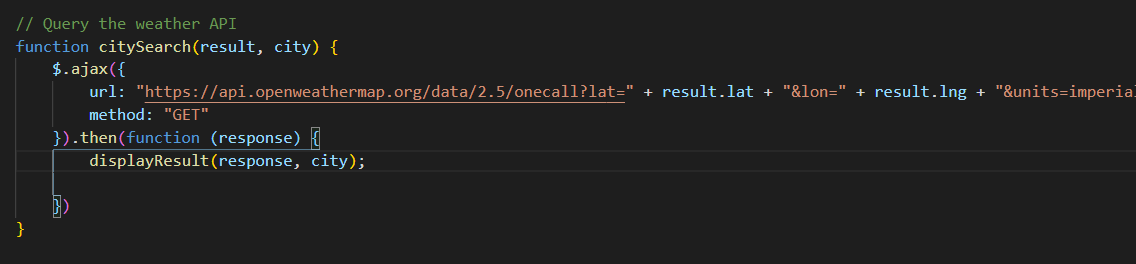 // Query the weather API
function citySearch(result, city) {
    $.ajax({
        url: "https://api.openweathermap.org/data/2.5/onecall?lat=" + result.lat + "&lon=" + result.lng + "&units=imperial
        method: "GET"
    }).then(function (response) {
        displayResult(response, city);
    })
}